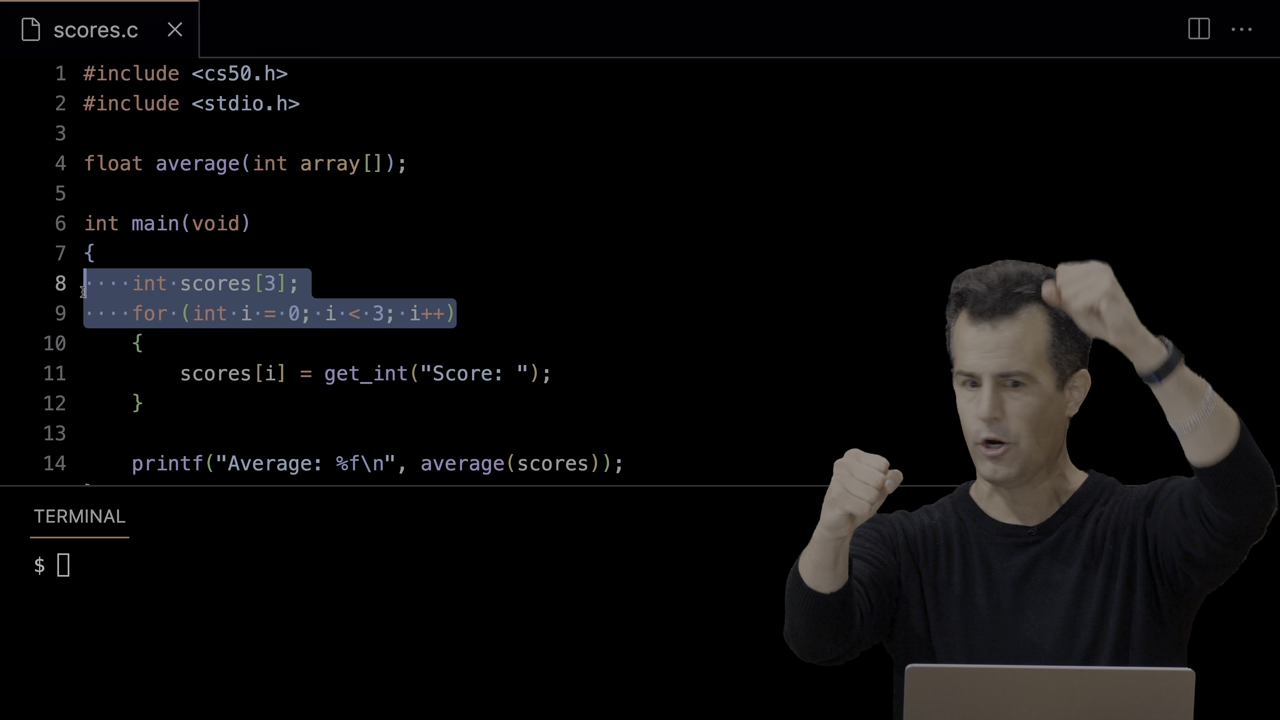 scores.c
1 #include <cs50.h>
2 #include <stdio.h>
3
4 float average(int array[]);
5
6 int main(void)
7 {
8     int scores[3];
9     for (int i = 0; i < 3; i++)
10     {
11         scores[i] = get_int("Score: ");
12     }
13
14     printf("Average: %f\n", average(scores));
TERMINAL
$